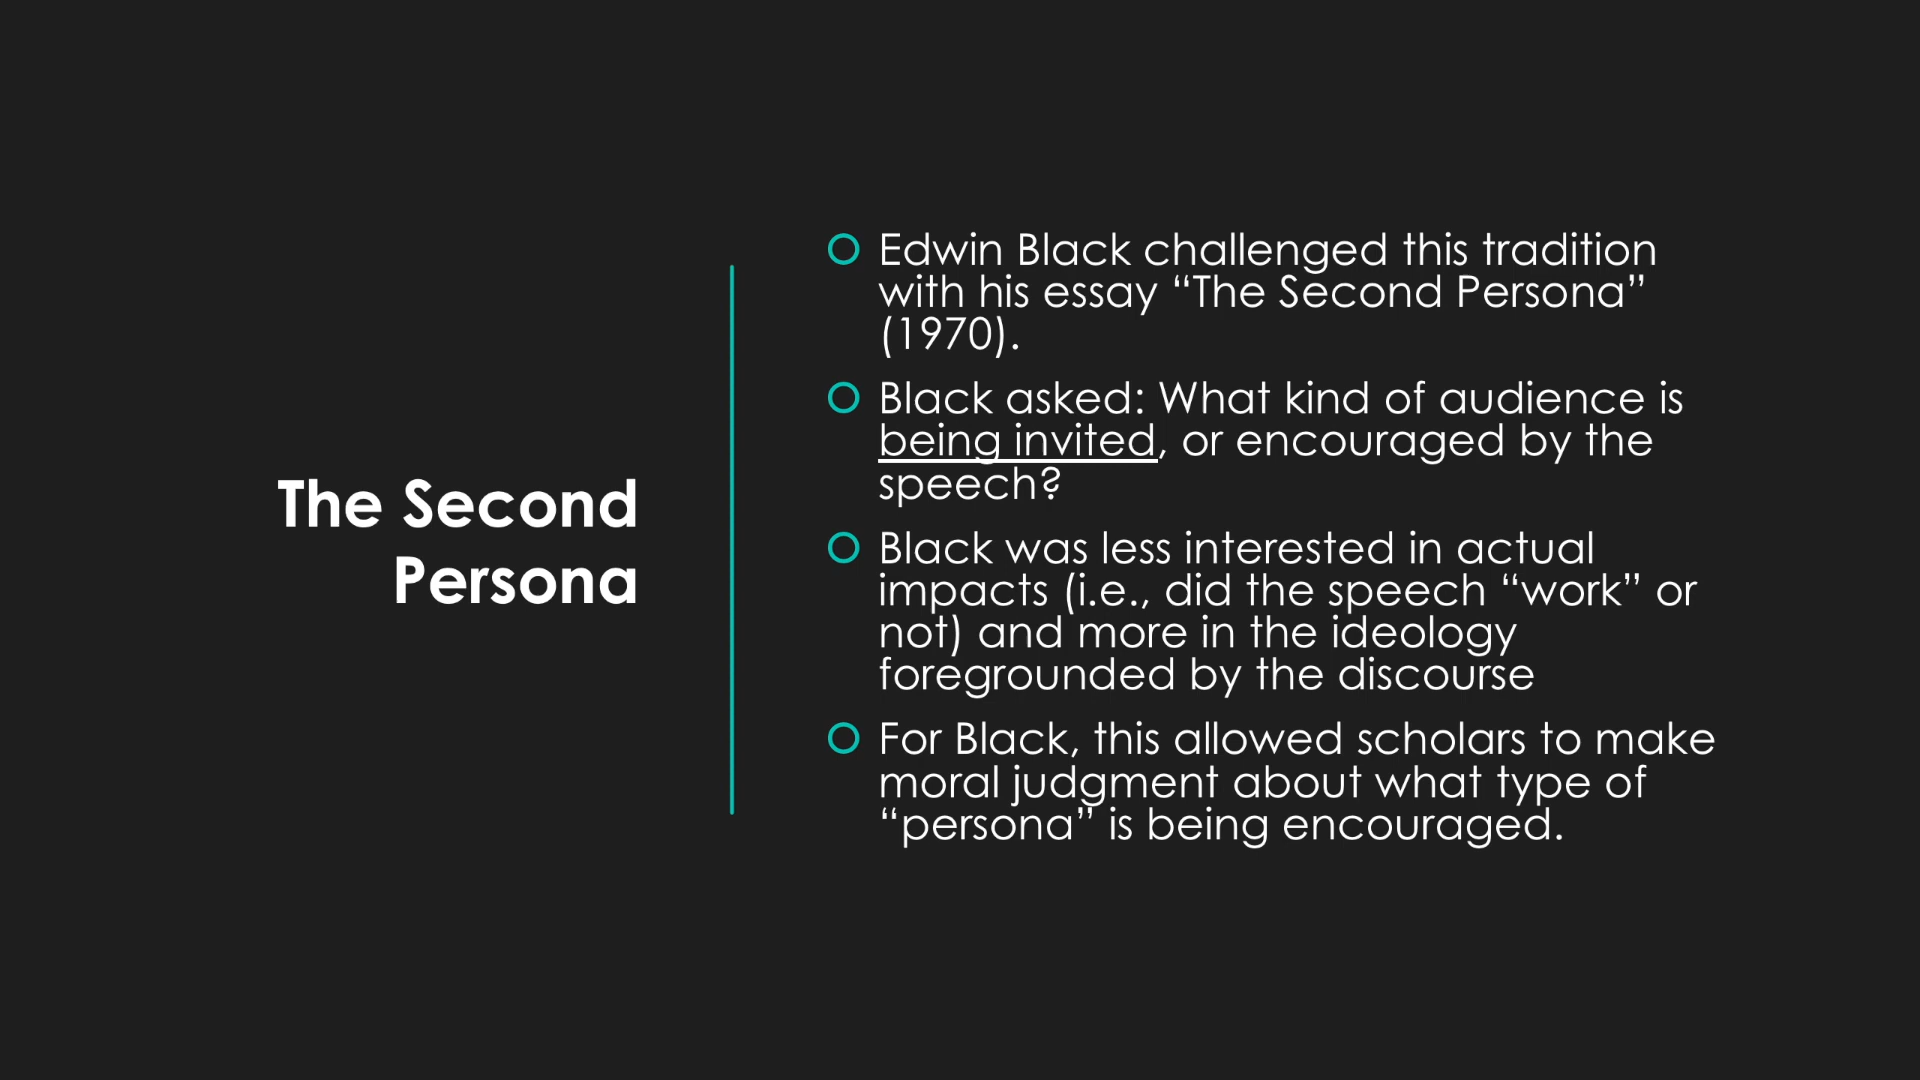 The Second
Persona
Edwin Black challenged this tradition
with his essay “The Second Persona”
(1970).
Black asked: What kind of audience is
being invited, or encouraged by the
speech?
Black was less interested in actual
impacts (i.e., did the speech “work” or
not) and more in the ideology
foregrounded by the discourse
For Black, this allowed scholars to make
moral judgment about what type of
“persona” is being encouraged.